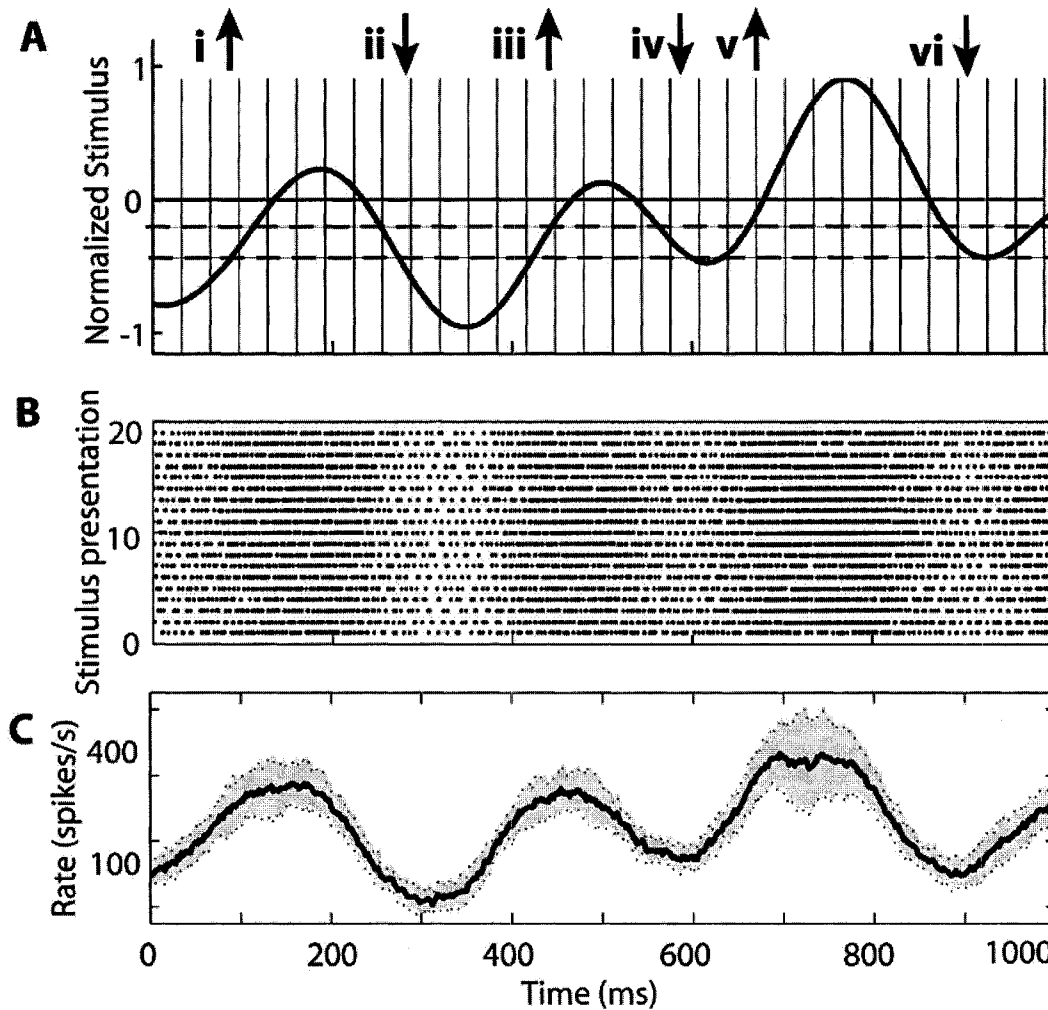 A
i ii iii iv v vi
Normalized Stimulus
1
0
-1
B
Stimulus presentation
20
10
0
C
Rate (spikes/s)
400
100
0 200 400 600 800 1000
Time (ms)